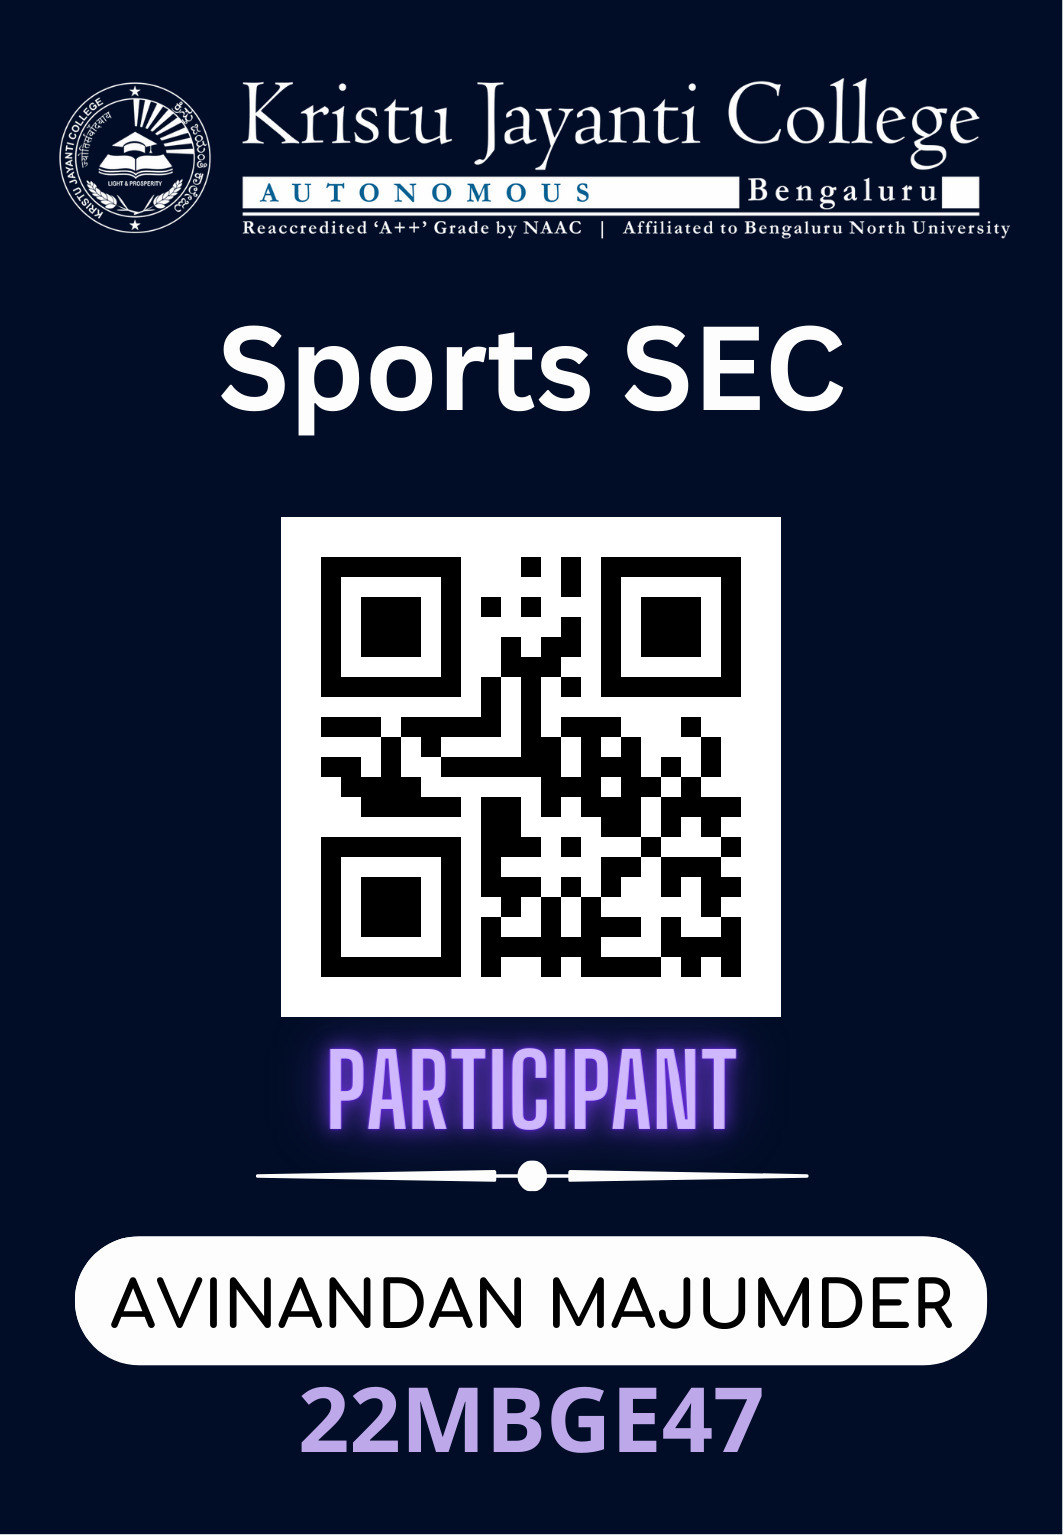 KRISTU JAYANTI COLLEGE
ಕ್ರಿಸ್ತು ಜಯಂತಿ ಕಾಲೇಜು
LIGHT & PROSPERITY
Kristu Jayanti College
AUTONOMOUS Bengaluru
Reaccredited ‘A++’ Grade by NAAC | Affiliated to Bengaluru North University
Sports SEC
PARTICIPANT
AVINANDAN MAJUMDER
22MBGE47